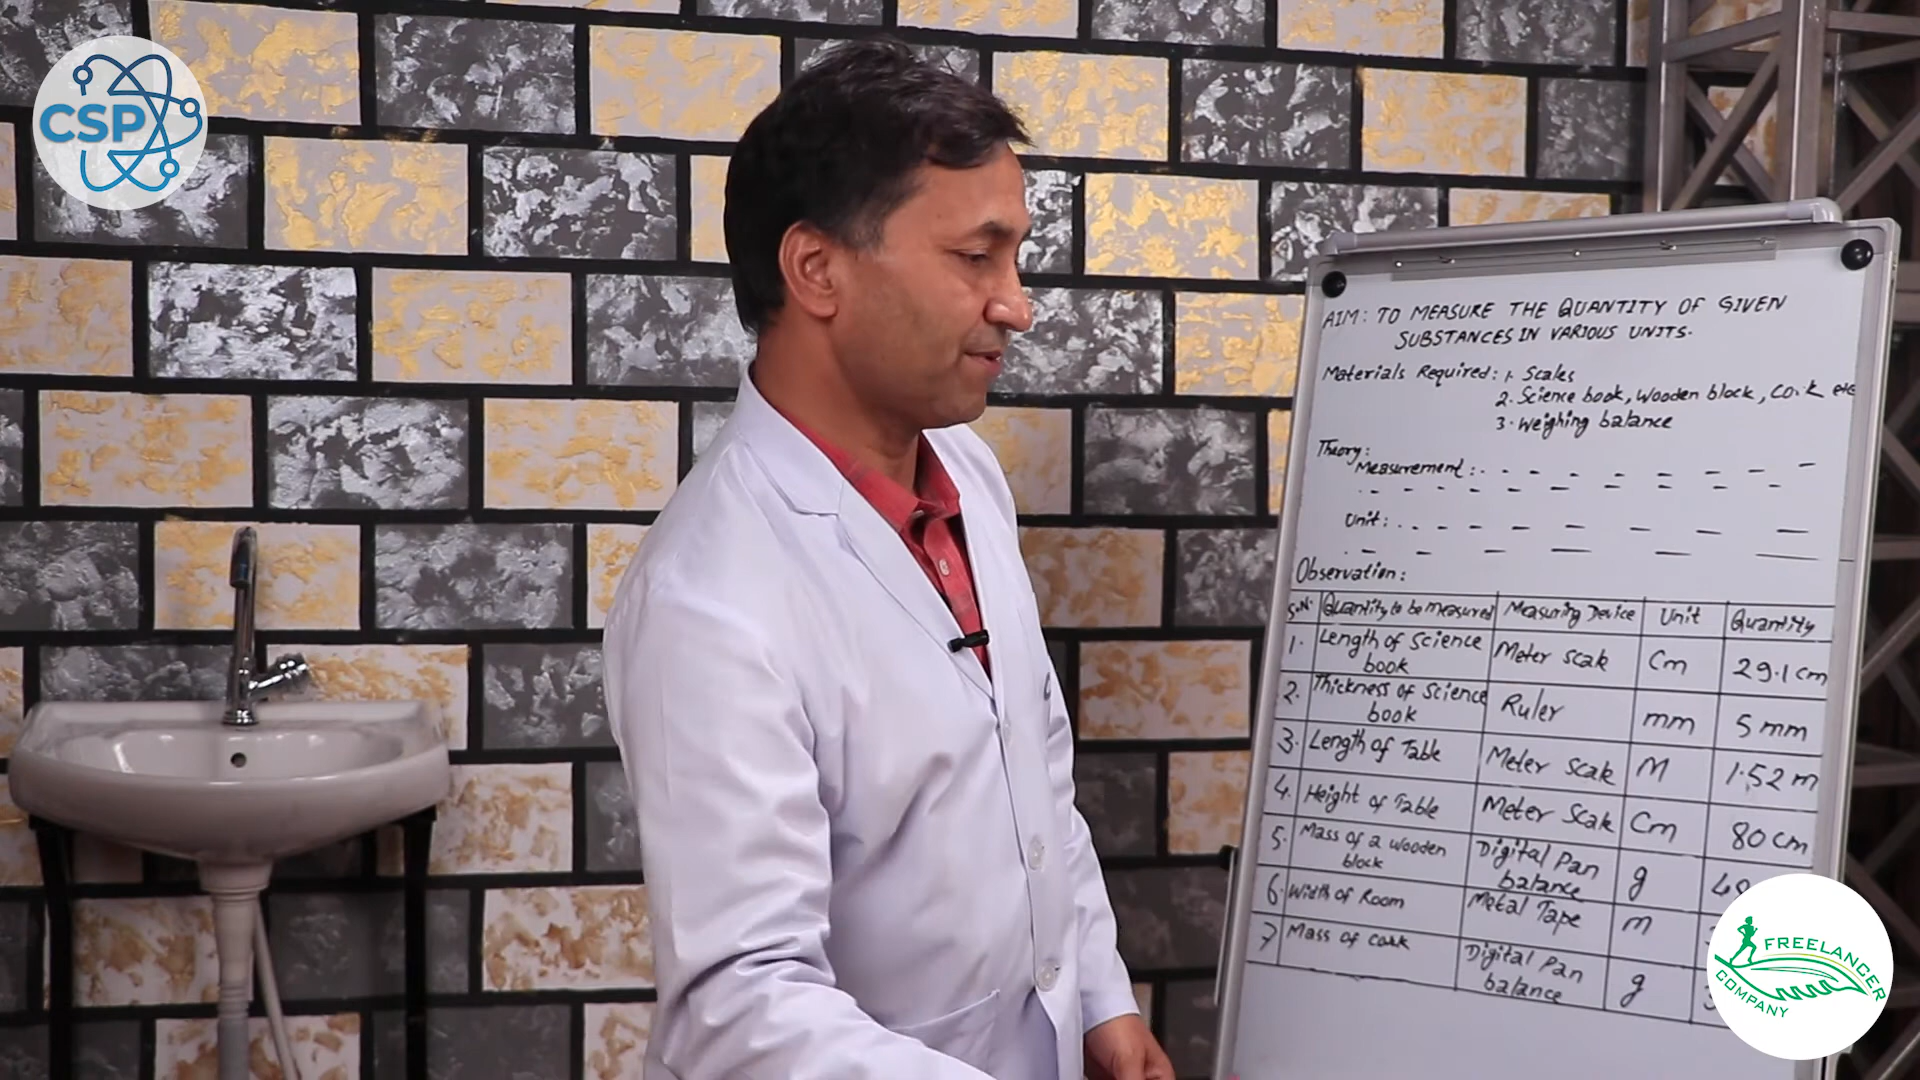 CSP
AIM: TO MEASURE THE QUANTITY OF GIVEN
SUBSTANCES IN VARIOUS UNITS.
Materials Required: 1. Scales
2. Science book, Wooden block, Cork etc
3. Weighing balance
Theory:
Measurement:
Unit:
Observation:
S.N. Quantity to be measured Measuring Device Unit Quantity
1. Length of Science book Meter scale Cm 29.1 cm
2. Thickness of Science book Ruler mm 5 mm
3. Length of Table Meter Scale M 1.52 m
4. Height of Table Meter Scale Cm 80 cm
5. Mass of a wooden block Digital Pan balance g
6. Width of Room Metal Tape m
7 Mass of cork Digital Pan balance g
FREELANCER
COMPANY